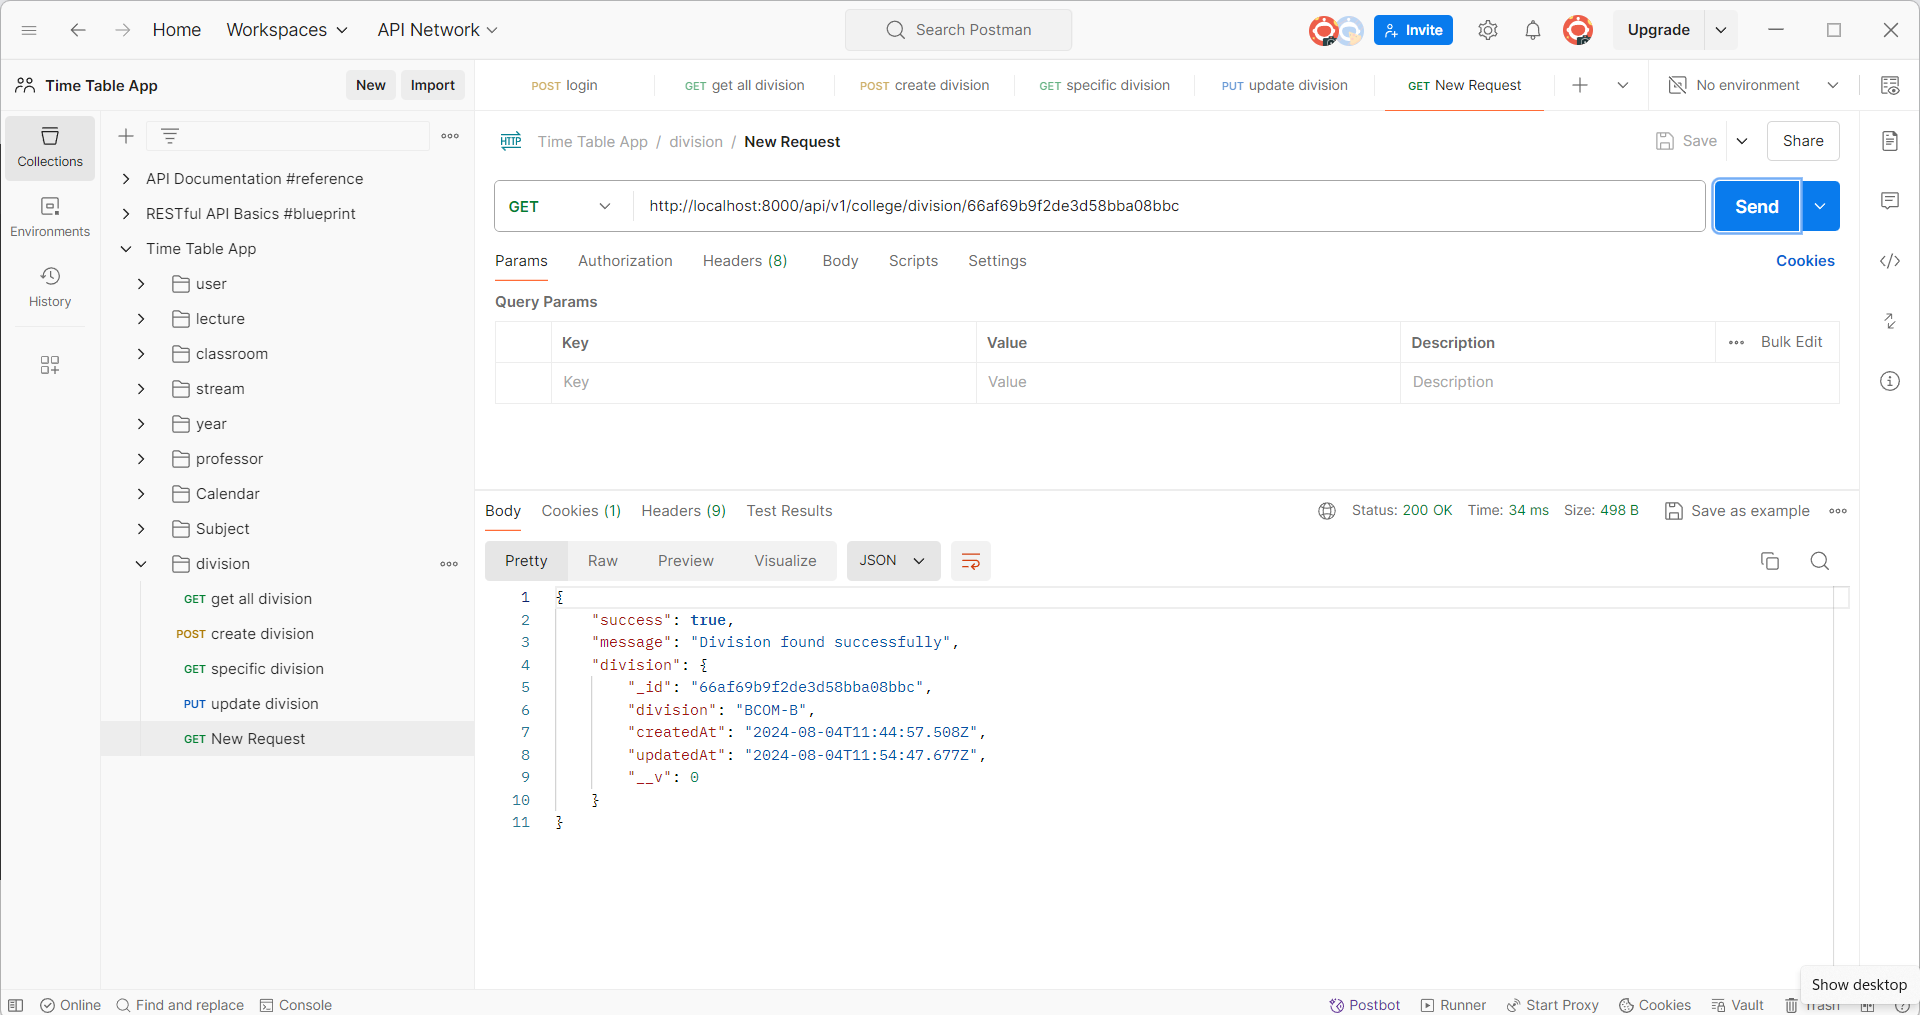 Home Workspaces API Network Search Postman Invite Upgrade
Time Table App New Import
POST login GET get all division POST create division GET specific division PUT update division GET New Request No environment
Collections
Environments
History
API Documentation #reference
RESTful API Basics #blueprint
Time Table App
user
lecture
classroom
stream
year
professor
Calendar
Subject
division
GET get all division
POST create division
GET specific division
PUT update division
GET New Request
HTTP Time Table App / division / New Request Save Share
GET http://localhost:8000/api/v1/college/division/66af69b9f2de3d58bba08bbc Send
Params Authorization Headers (8) Body Scripts Settings Cookies
Query Params
Key Value Description Bulk Edit
Key Value Description
Body Cookies (1) Headers (9) Test Results Status: 200 OK Time: 34 ms Size: 498 B Save as example
Pretty Raw Preview Visualize JSON
1 {
2 "success": true,
3 "message": "Division found successfully",
4 "division": {
5 "_id": "66af69b9f2de3d58bba08bbc",
6 "division": "BCOM-B",
7 "createdAt": "2024-08-04T11:44:57.508Z",
8 "updatedAt": "2024-08-04T11:54:47.677Z",
9 "__v": 0
10 }
11 }
Show desktop
Online Find and replace Console Postbot Runner Start Proxy Cookies Vault Trash